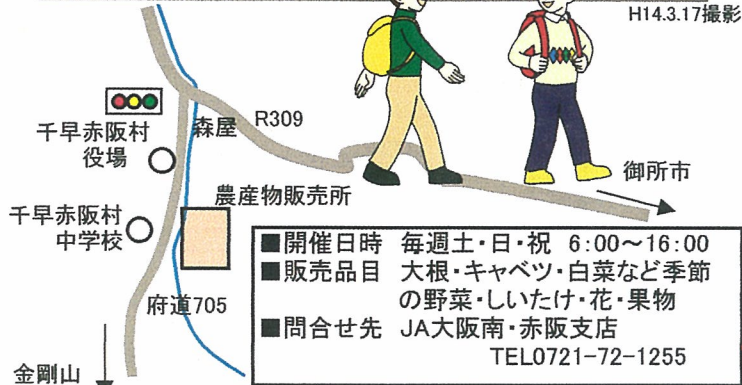 H14.3.17撮影
森屋
R309
千早赤阪村
役場
御所市
農産物販売所
千早赤阪村
中学校
■開催日時 毎週土・日・祝 6:00～16:00
■販売品目 大根・キャベツ・白菜など季節
の野菜・しいたけ・花・果物
■問合せ先 JA大阪南・赤阪支店
TEL0721-72-1255
府道705
金剛山